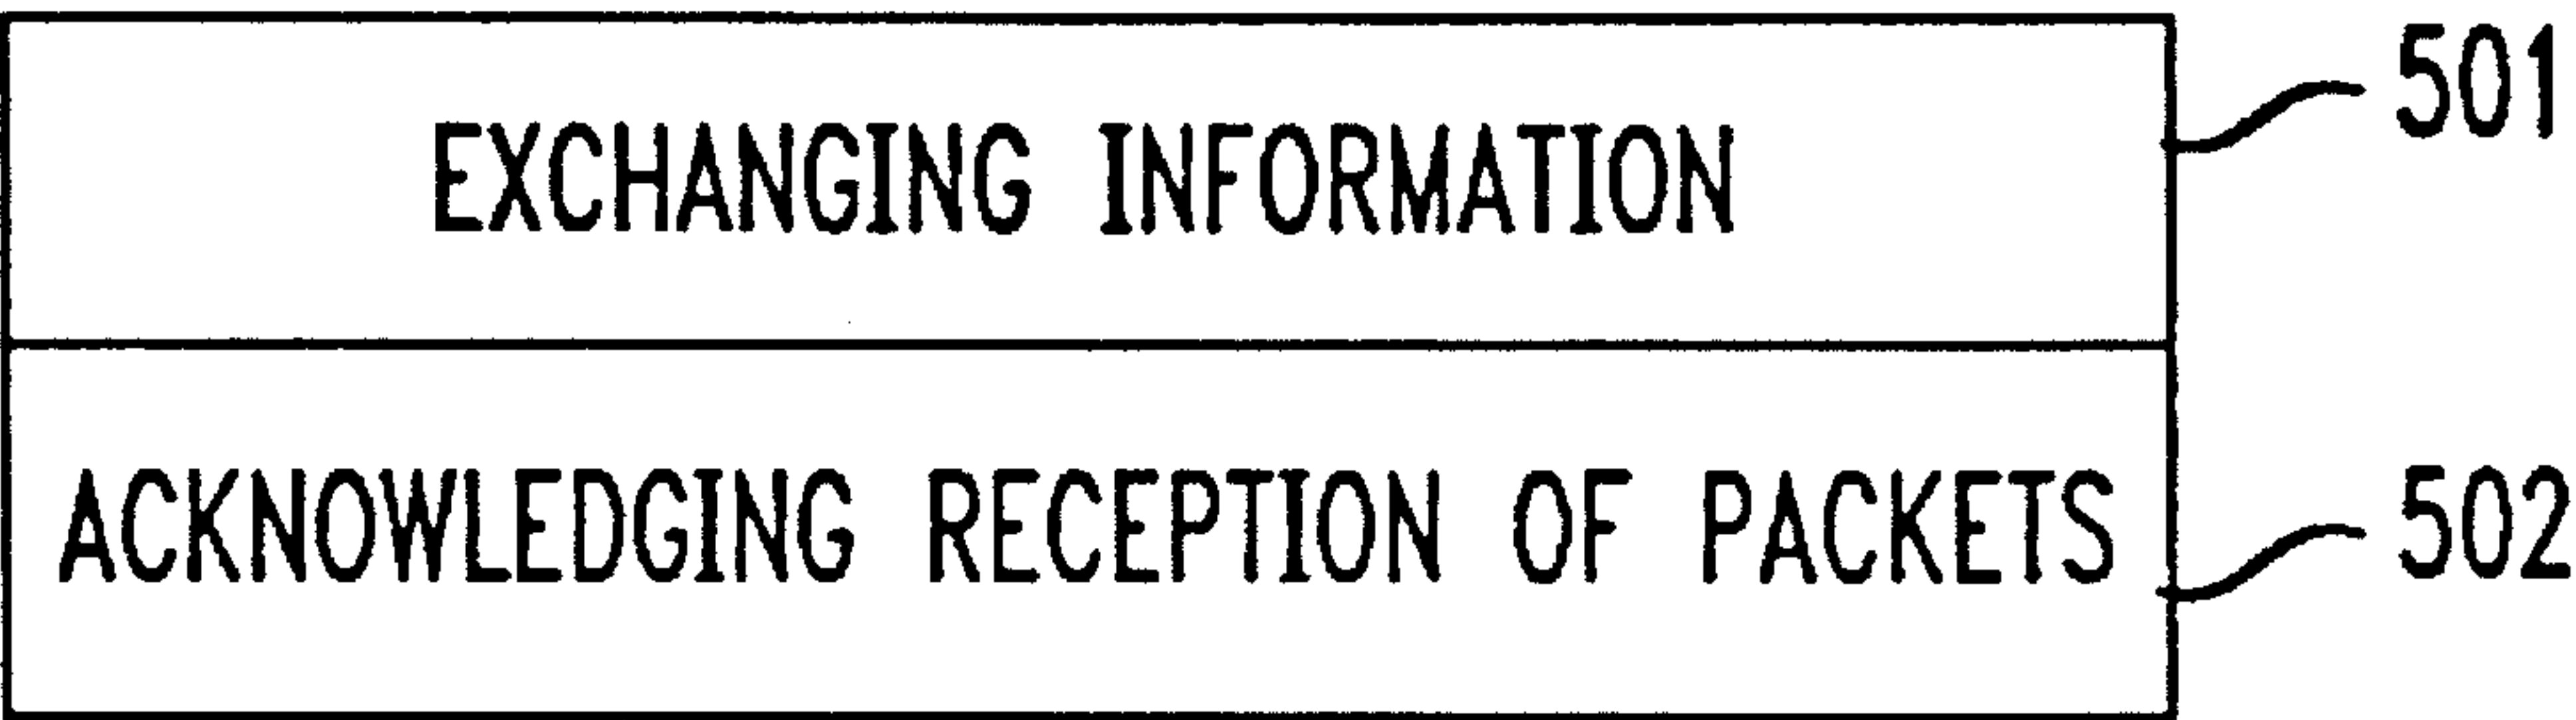 EXCHANGING INFORMATION
501
ACKNOWLEDGING RECEPTION OF PACKETS
502